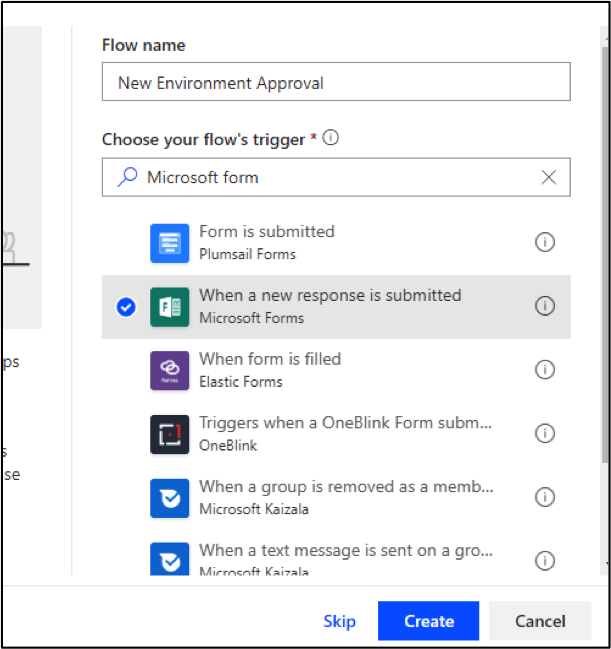 Flow name
New Environment Approval
Choose your flow's trigger *
Microsoft form
Form is submitted
Plumsail Forms
When a new response is submitted
Microsoft Forms
When form is filled
Elastic Forms
Triggers when a OneBlink Form subm...
OneBlink
When a group is removed as a memb...
Microsoft Kaizala
When a text message is sent on a gro...
Microsoft Kaizala
ps
s
se
Skip
Create
Cancel